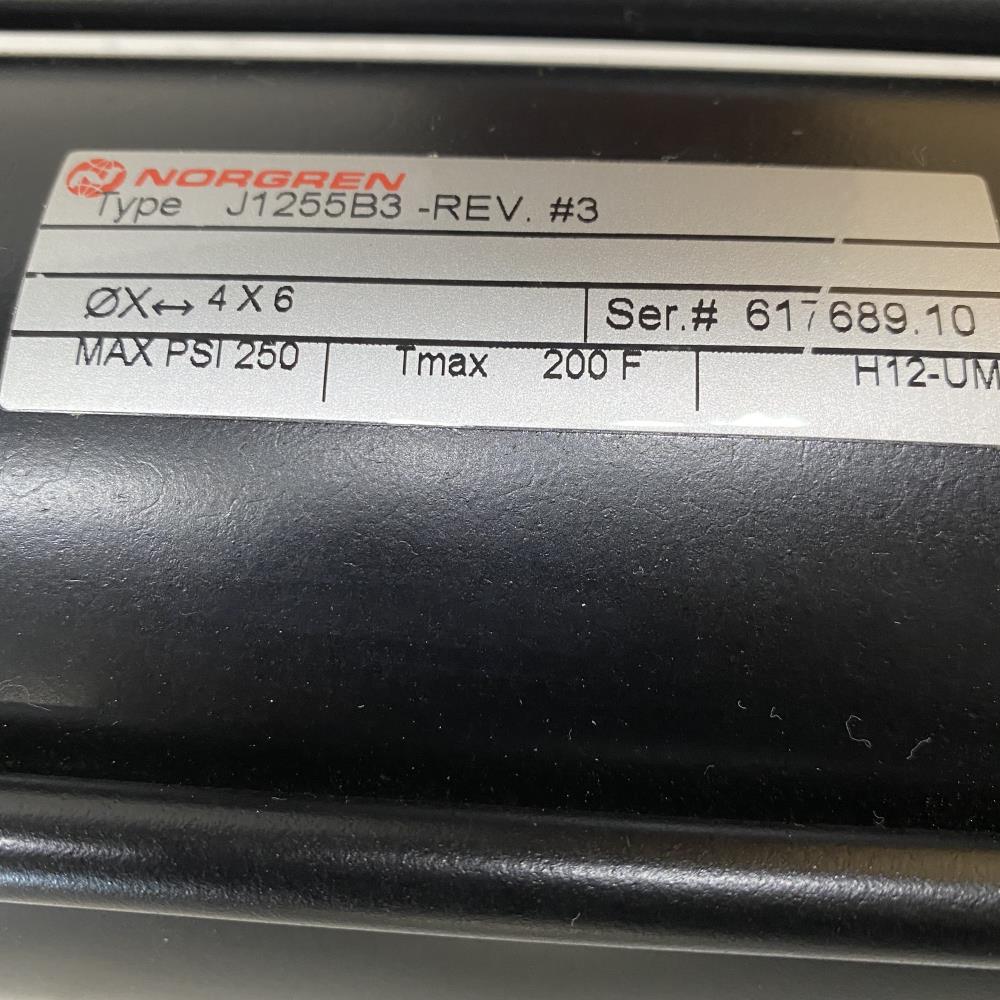 NORGREN
Type J1255B3 -REV. #3
ØX↔ 4 X 6 Ser.# 617689.10
MAX PSI 250 Tmax 200 F H12-UM